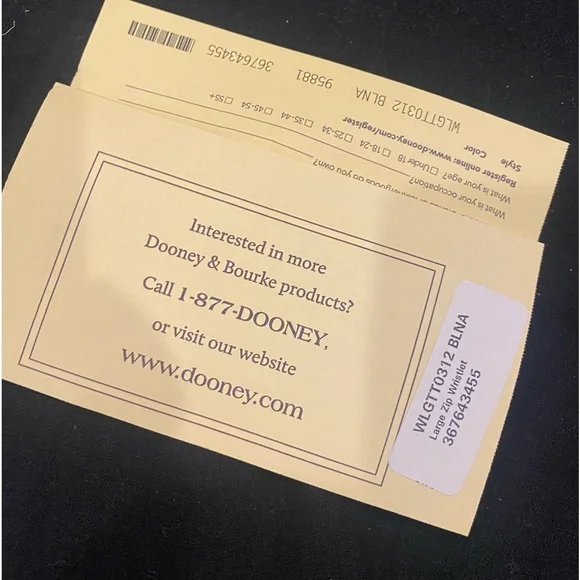 Interested in more
Dooney & Bourke products?
Call 1-877-DOONEY,
or visit our website
www.dooney.com
WLGTT0312 BLNA
Large Zip Wristlet
367643455
What is your occupation?
What is your age? ☐ Under 18 ☐ 18-24 ☐ 25-34 ☐ 35-44 ☐ 45-54 ☐ 55+
Register online: www.dooney.com/register
Style Color
WLGTT0312 BLNA 95881 367643455